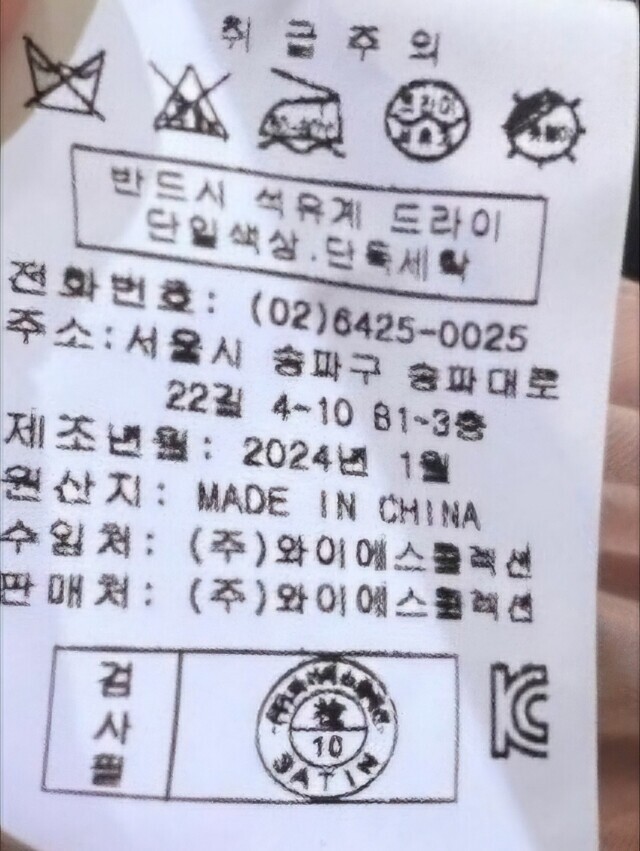 취급주의
드라이
반드시 석유계 드라이
단일색상.단독세탁
전화번호: (02)6425-0025
주소:서울시 송파구 송파대로
22길 4-10 B1-3층
제조년월: 2024년 1월
원산지: MADE IN CHINA
수입처: (주)와이에스콜렉션
판매처: (주)와이에스콜렉션
검사필
10
SATIN
KC